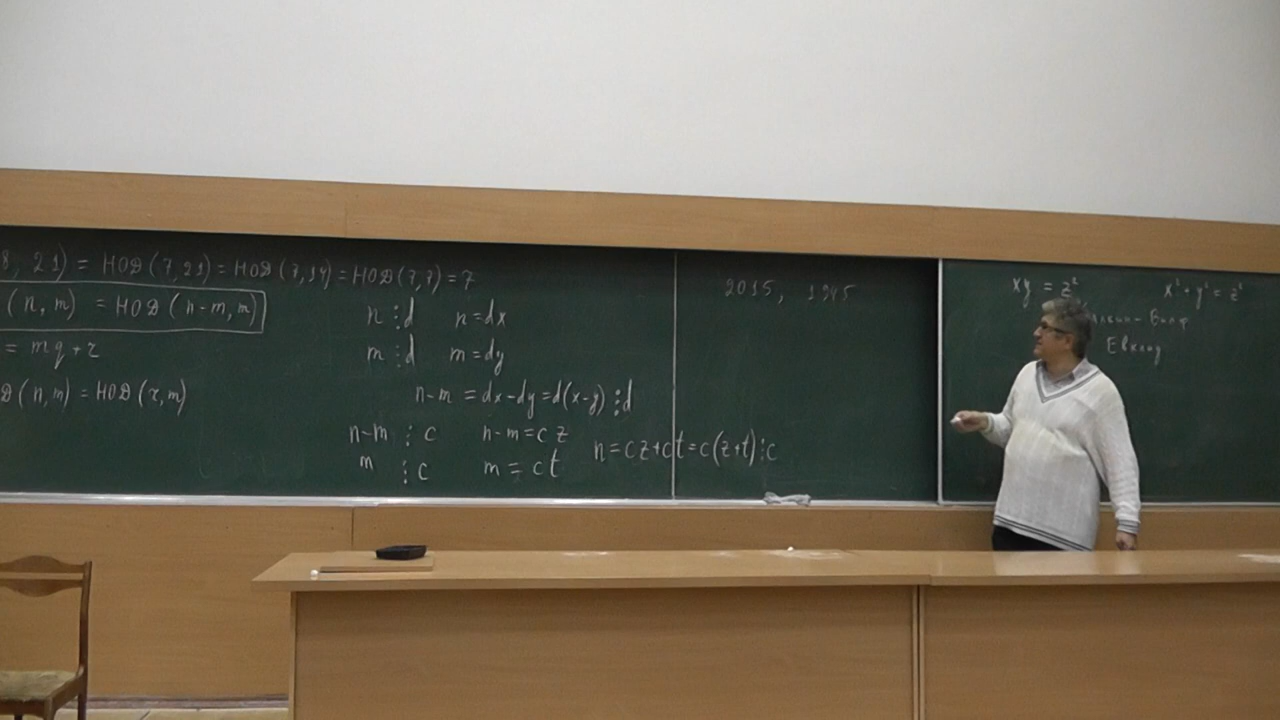 8, 21) = НОД(7,21) = НОД(7,14) = НОД(7,7) = 7
(n, m) = НОД(n-m, m)
= mq + r
Д(n, m) = НОД(r, m)
n ⋮ d n = dx
m ⋮ d m = dy
n-m = dx-dy = d(x-y) ⋮ d
n-m ⋮ c n-m = cz
m ⋮ c m = ct
n = cz+ct = c(z+t) ⋮ c
2015, 1945
xy = z² x² + y² = z²
Вилф
Евклид